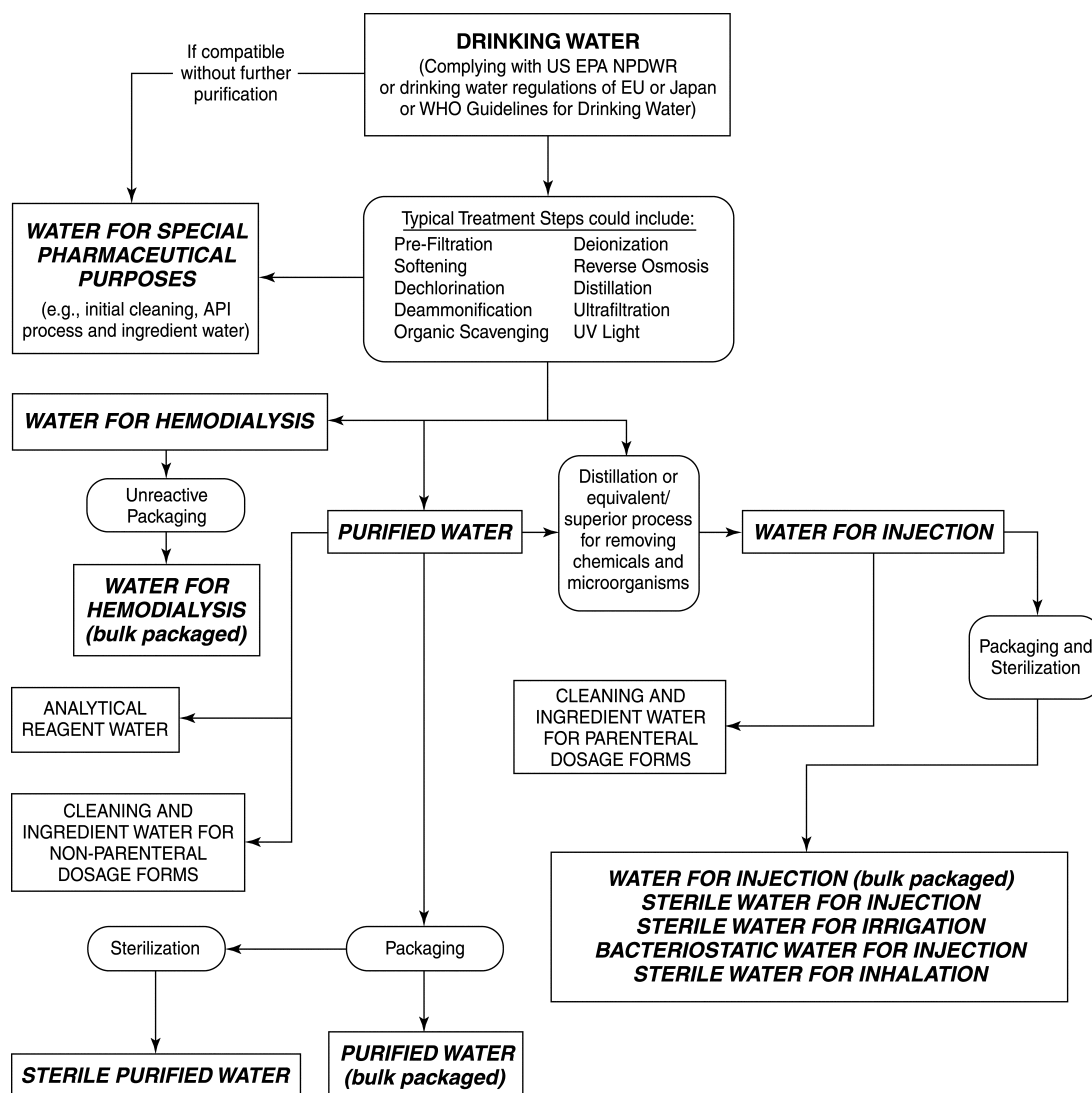 DRINKING WATER
(Complying with US EPA NPDWR
or drinking water regulations of EU or Japan
or WHO Guidelines for Drinking Water)
If compatible
without further
purification
WATER FOR SPECIAL
PHARMACEUTICAL
PURPOSES
(e.g., initial cleaning, API
process and ingredient water)
Typical Treatment Steps could include:
Pre-Filtration
Softening
Dechlorination
Deammonification
Organic Scavenging
Deionization
Reverse Osmosis
Distillation
Ultrafiltration
UV Light
WATER FOR HEMODIALYSIS
Unreactive
Packaging
WATER FOR
HEMODIALYSIS
(bulk packaged)
PURIFIED WATER
Distillation or
equivalent/
superior process
for removing
chemicals and
microorganisms
WATER FOR INJECTION
Packaging and
Sterilization
ANALYTICAL
REAGENT WATER
CLEANING AND
INGREDIENT WATER
FOR PARENTERAL
DOSAGE FORMS
CLEANING AND
INGREDIENT WATER FOR
NON-PARENTERAL
DOSAGE FORMS
WATER FOR INJECTION (bulk packaged)
STERILE WATER FOR INJECTION
STERILE WATER FOR IRRIGATION
BACTERIOSTATIC WATER FOR INJECTION
STERILE WATER FOR INHALATION
Sterilization
Packaging
STERILE PURIFIED WATER
PURIFIED WATER
(bulk packaged)